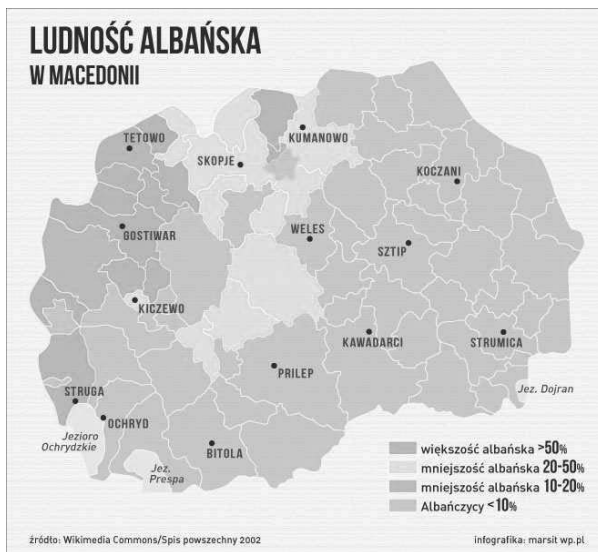 LUDNOŚĆ ALBAŃSKA
W MACEDONII
TETOWO
KUMANOWO
SKOPJE
KOCZANI
GOSTIWAR
WELES
SZTIP
KICZEWO
KAWADARCI
STRUMICA
PRILEP
STRUGA
Jez. Dojran
OCHRYD
Jezioro
Ochrydzkie
BITOLA
Jez.
Prespa
większość albańska >50%
mniejszość albańska 20-50%
mniejszość albańska 10-20%
Albańczycy <10%
źródło: Wikimedia Commons/Spis powszechny 2002
infografika: marsit wp.pl